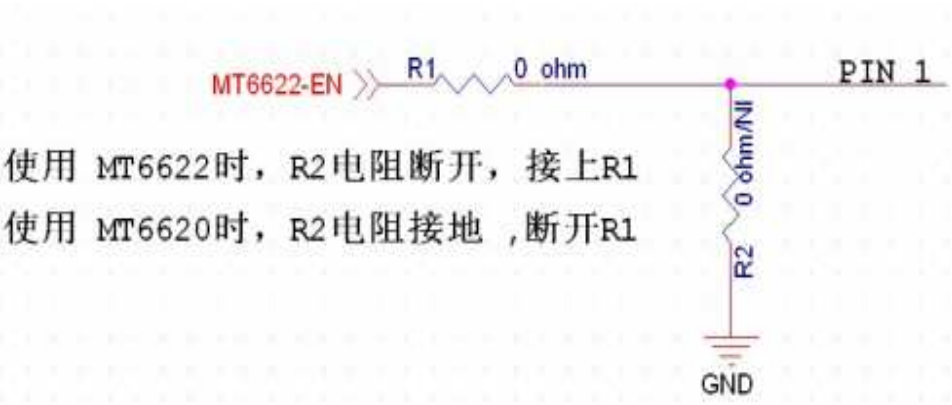 MT6622-EN R1 0 ohm PIN 1
0 ohm/NI
R2
使用 MT6622时，R2电阻断开，接上R1
使用 MT6620时，R2电阻接地 ,断开R1
GND